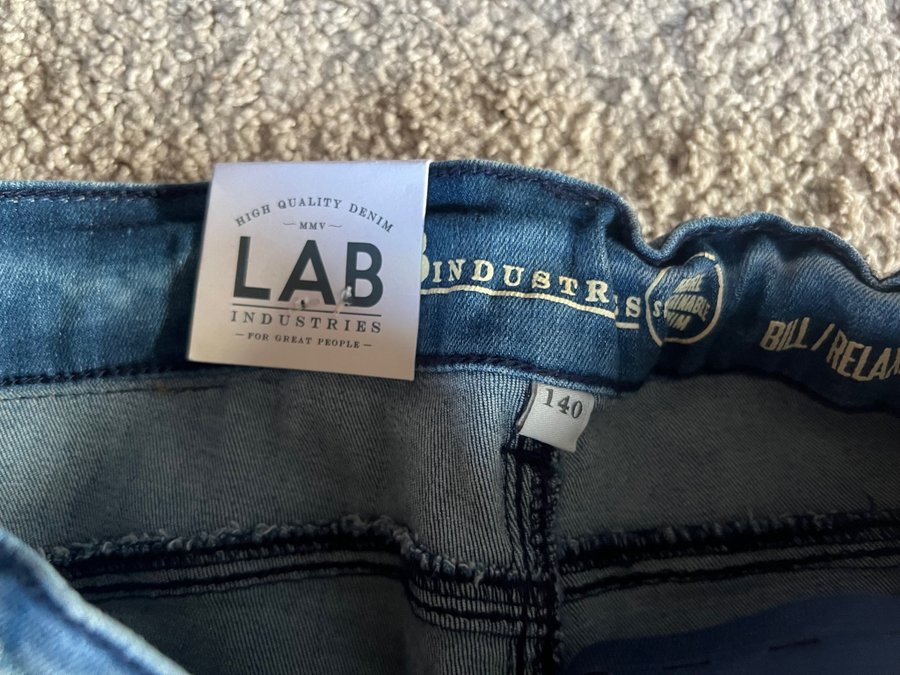 HIGH QUALITY DENIM
MMV
LAB
INDUSTRIES
FOR GREAT PEOPLE
INDUSTRIES
BILL / RELAX
140